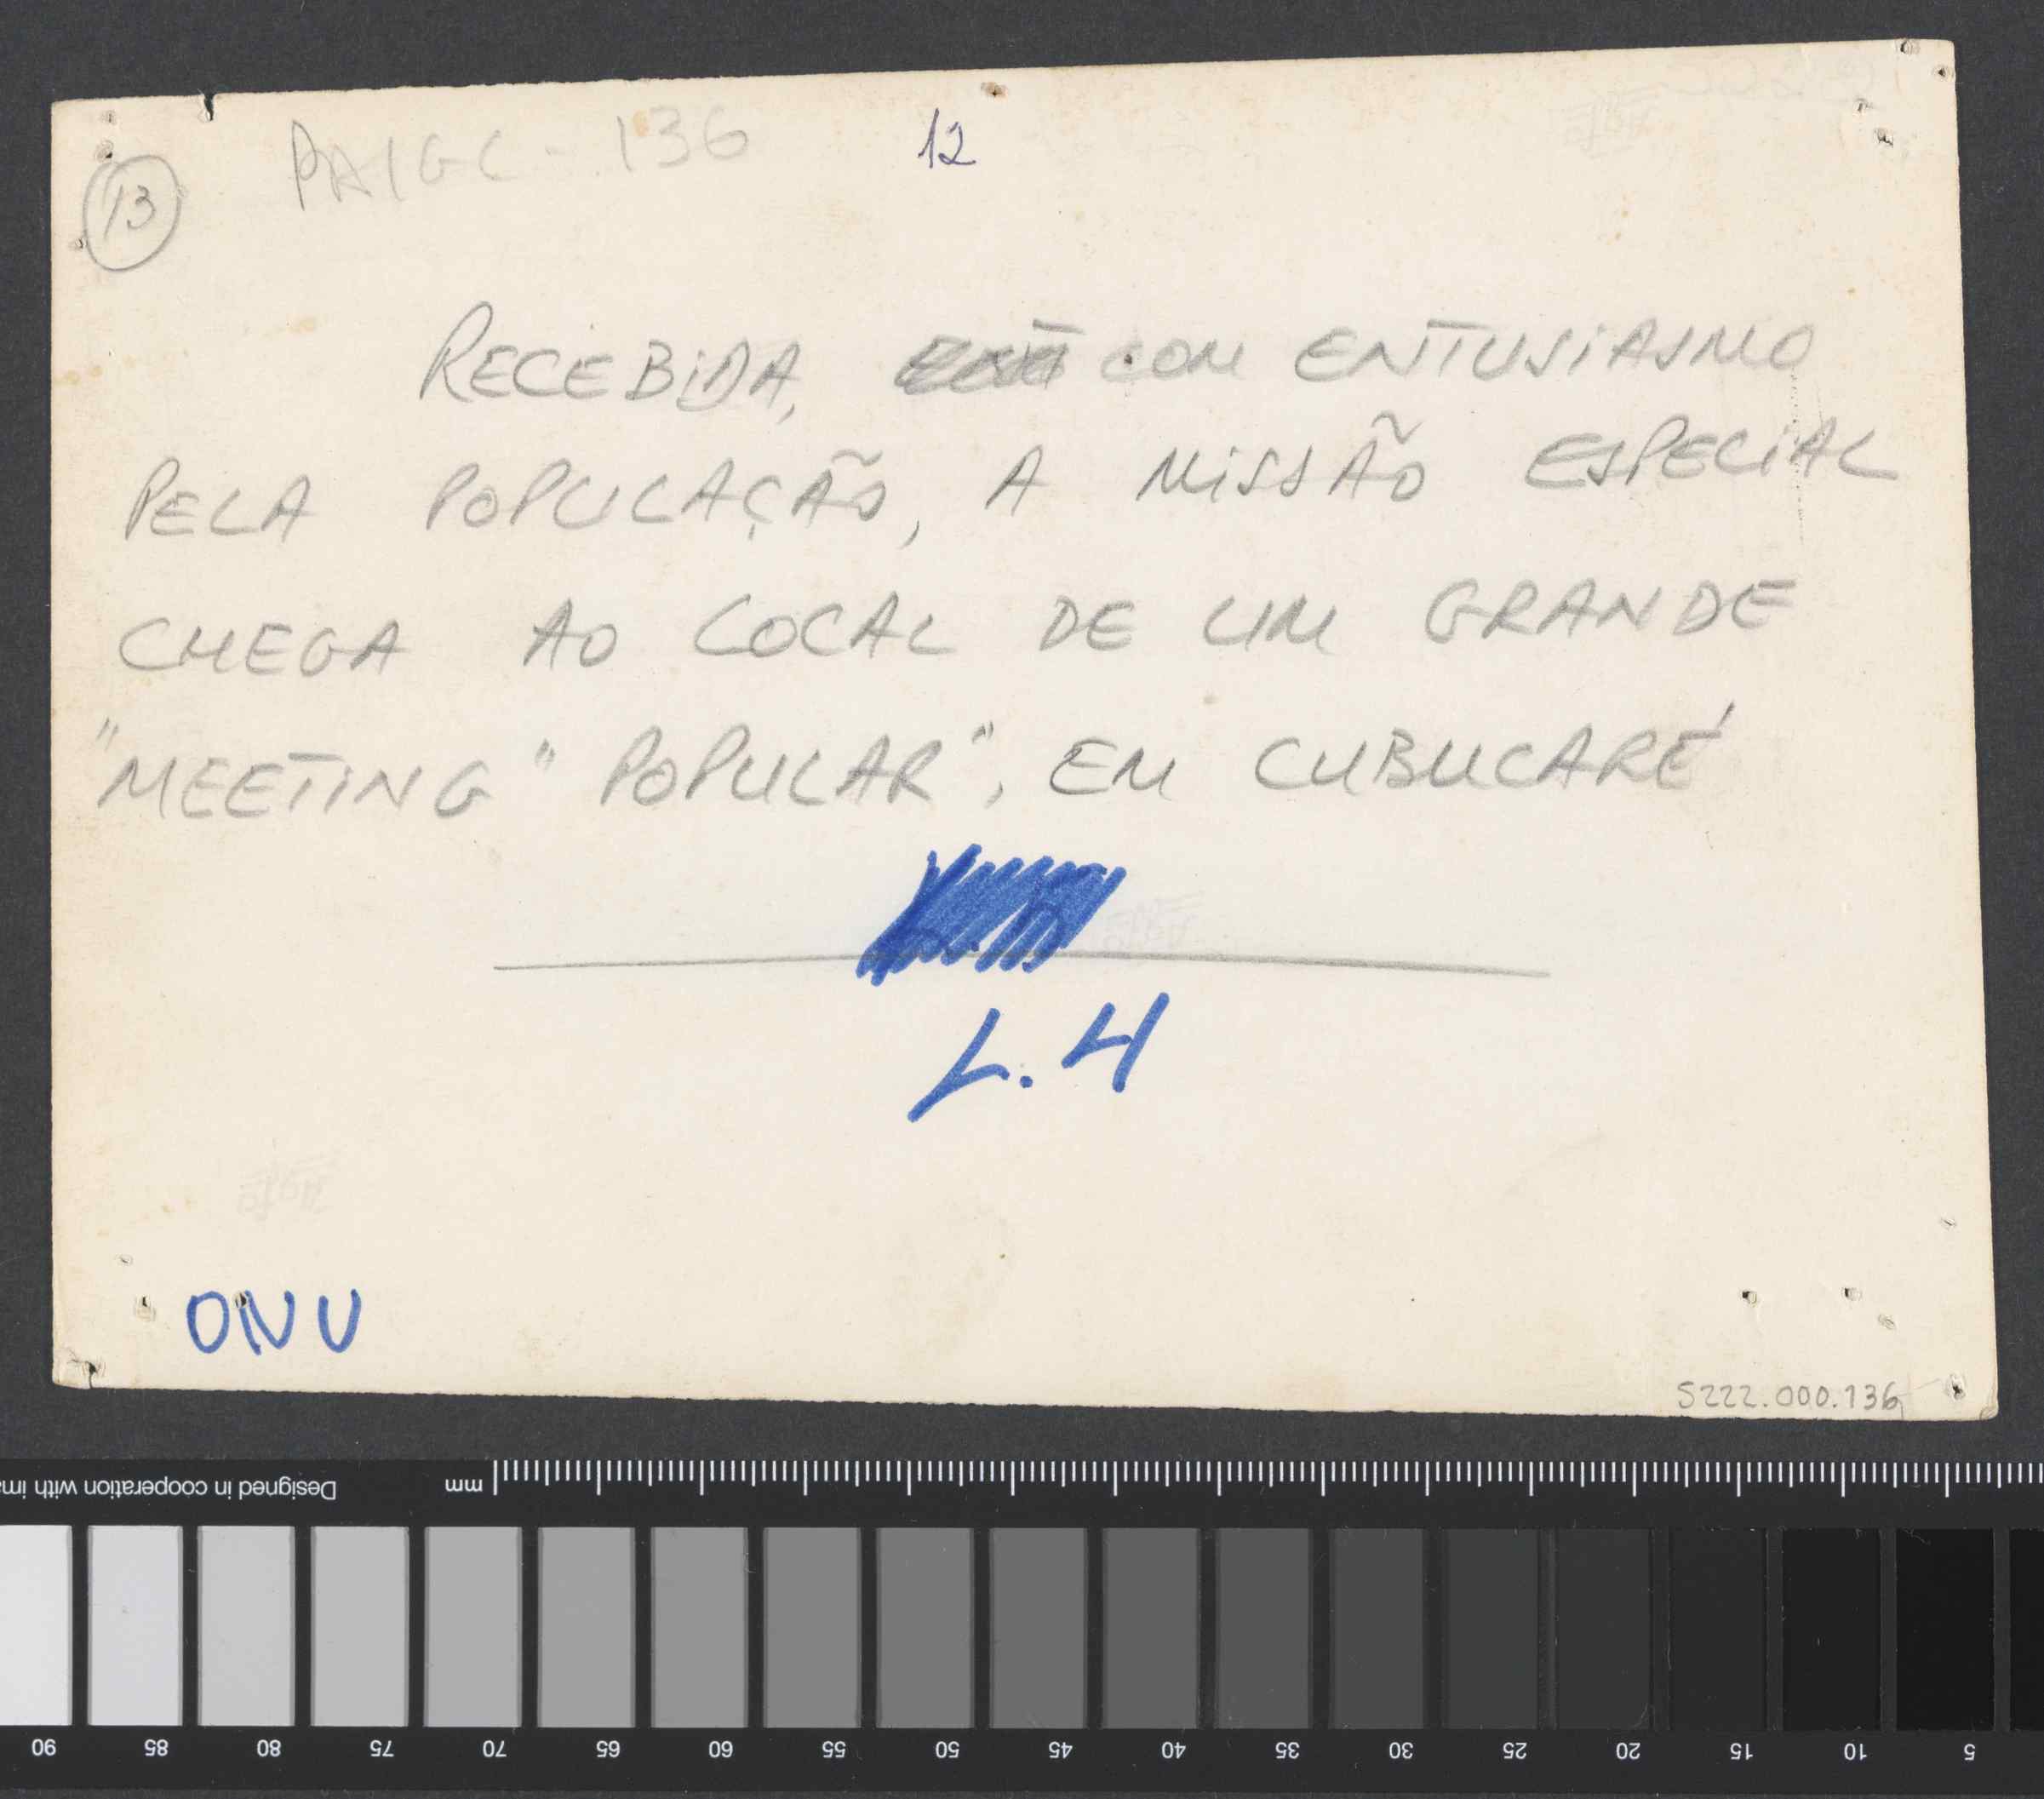 13 PAIGC - 136 12
RECEBIDA, COM ENTUSIASMO
PELA POPULAÇÃO, A MISSÃO ESPECIAL
CHEGA AO LOCAL DE UM GRANDE
"MEETING" POPULAR", EM CUBUCARÉ
L.4
ONU
S222.000.136
Designed in cooperation with
mm
90 85 80 75 70 65 60 55 50 45 40 35 30 25 20 15 10 5